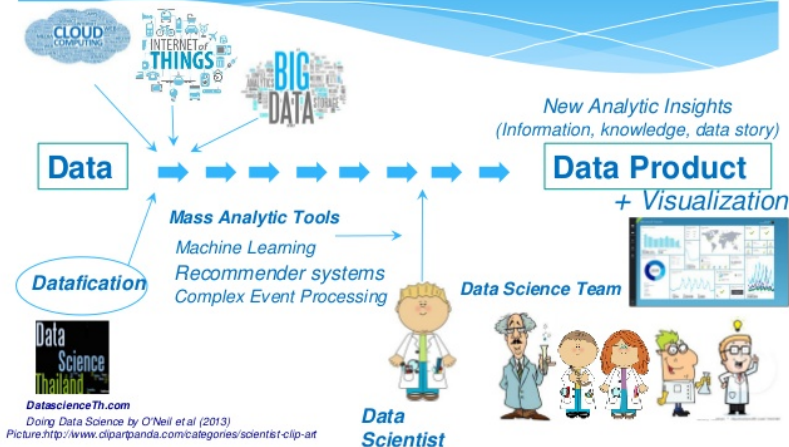 CLOUD
COMPUTING
INTERNET of
THINGS
BIG
DATA
New Analytic Insights
(Information, knowledge, data story)
Data
Data Product
+ Visualization
Mass Analytic Tools
Machine Learning
Recommender systems
Complex Event Processing
Datafication
Data Science Team
Data
Science
Thailand
DatascienceTh.com
Doing Data Science by O'Neil et al (2013)
Picture:http://www.clipartpanda.com/categories/scientist-clip-art
Data
Scientist